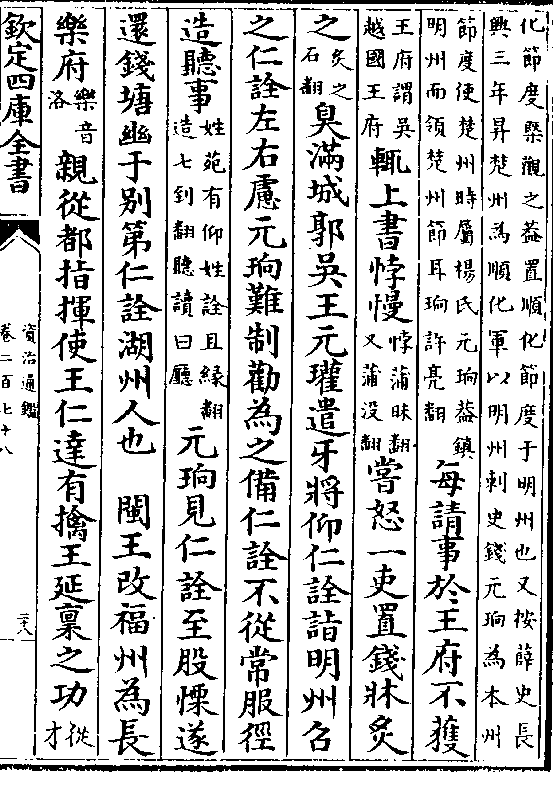 化節度槩觀之蓋置順化節度于明州也又按薛史長
興三年昇楚州為順化軍以明州刺史錢元珦為本州
節度使楚州時屬楊氏元珦蓋鎮
明州而領楚州節耳珦許亮翻
每請事於王府不獲
王府謂吳
越國王府
輒上書悖慢
悖蒲昧翻
又蒲没翻
嘗怒一吏置錢牀炙
之
炙之
石翻
臭滿城郭吳王元瓘遣牙將仰仁詮詣明州召
之仁詮左右慮元珦難制勸為之備仁詮不從常服徑
造聽事
姓苑有仰姓詮且緣翻
造七到翻聽讀曰廳
元珦見仁詮至股慄遂
還錢塘幽于别第仁詮湖州人也 閩王改福州為長
樂府
樂音
洛
親從都指揮使王仁達有擒王延稟之功
從
才
欽定四庫全書
資治通鑑
卷二百七十八
二十八